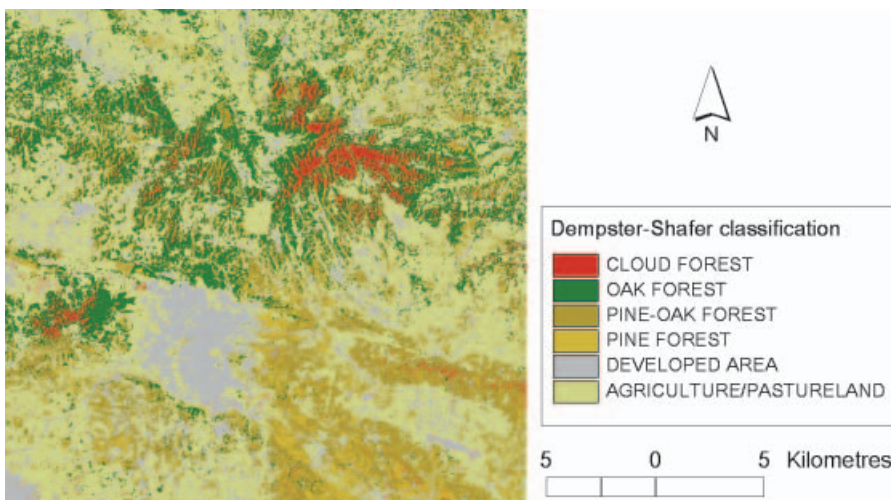 N
Dempster-Shafer classification
CLOUD FOREST
OAK FOREST
PINE-OAK FOREST
PINE FOREST
DEVELOPED AREA
AGRICULTURE/PASTURELAND
5 0 5 Kilometres